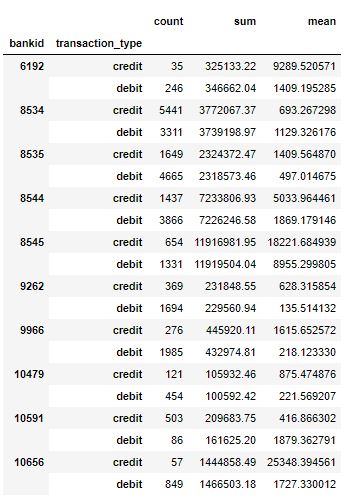 count sum mean
bankid transaction_type
6192 credit 35 325133.22 9289.520571
debit 246 346662.04 1409.195285
8534 credit 5441 3772067.37 693.267298
debit 3311 3739198.97 1129.326176
8535 credit 1649 2324372.47 1409.564870
debit 4665 2318573.46 497.014675
8544 credit 1437 7233806.93 5033.964461
debit 3866 7226246.58 1869.179146
8545 credit 654 11916981.95 18221.684939
debit 1331 11919504.04 8955.299805
9262 credit 369 231848.55 628.315854
debit 1694 229560.94 135.514132
9966 credit 276 445920.11 1615.652572
debit 1985 432974.81 218.123330
10479 credit 121 105932.46 875.474876
debit 454 100592.42 221.569207
10591 credit 503 209683.75 416.866302
debit 86 161625.20 1879.362791
10656 credit 57 1444858.49 25348.394561
debit 849 1466503.18 1727.330012